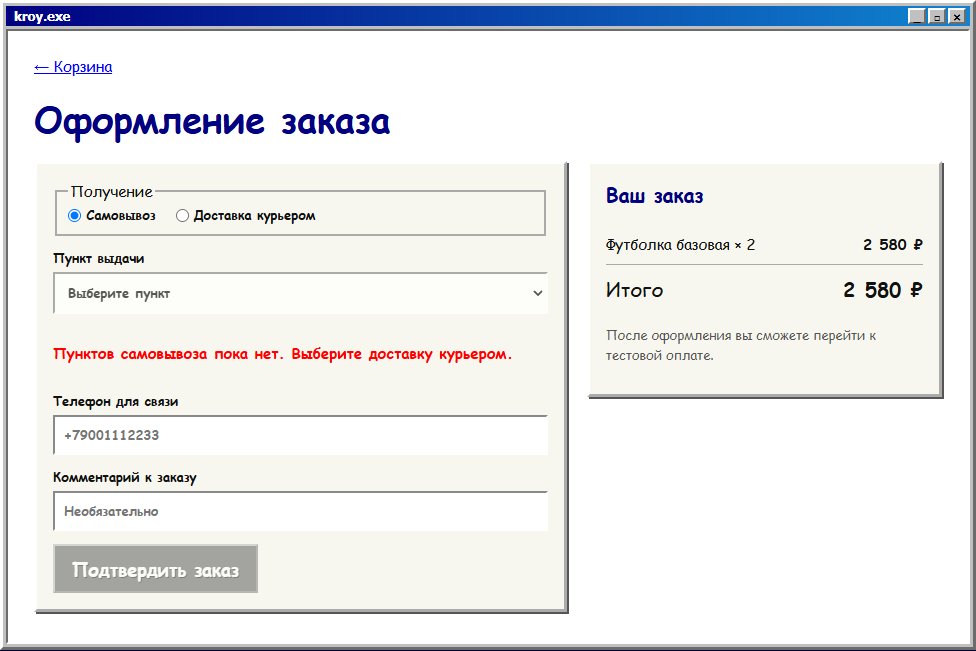 kroy.exe
← Корзина
Оформление заказа
Получение
Самовывоз Доставка курьером
Пункт выдачи
Выберите пункт
Пунктов самовывоза пока нет. Выберите доставку курьером.
Телефон для связи
+79001112233
Комментарий к заказу
Необязательно
Подтвердить заказ
Ваш заказ
Футболка базовая × 2 2 580 ₽
Итого 2 580 ₽
После оформления вы сможете перейти к
тестовой оплате.